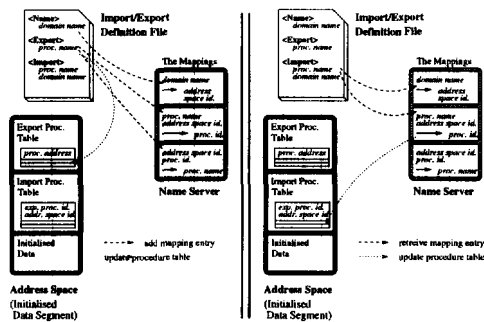 <Name>
domain name
<Export>
proc. name
<Import>
proc. name
domain name
Import/Export
Definition File
The Mappings
domain name
address
space id.
proc. name
address space id.
proc. id.
address space id.
proc. id.
proc. name
Name Server
Export Proc.
Table
proc. address
Import Proc.
Table
exp. proc. id.
addr. space id
Initialised
Data
add mapping entry
update procedure table
Address Space
(Initialised
Data Segment)
<Name>
domain name
<Export>
proc. name
<Import>
proc. name
domain name
Import/Export
Definition File
The Mappings
domain name
address
space id.
proc. name
address space id.
proc. id.
address space id.
proc. id.
proc. name
Name Server
Export Proc.
Table
proc. address
Import Proc.
Table
exp. proc. id.
addr. space id
Initialised
Data
retreive mapping entry
update procedure table
Address Space
(Initialised
Data Segment)